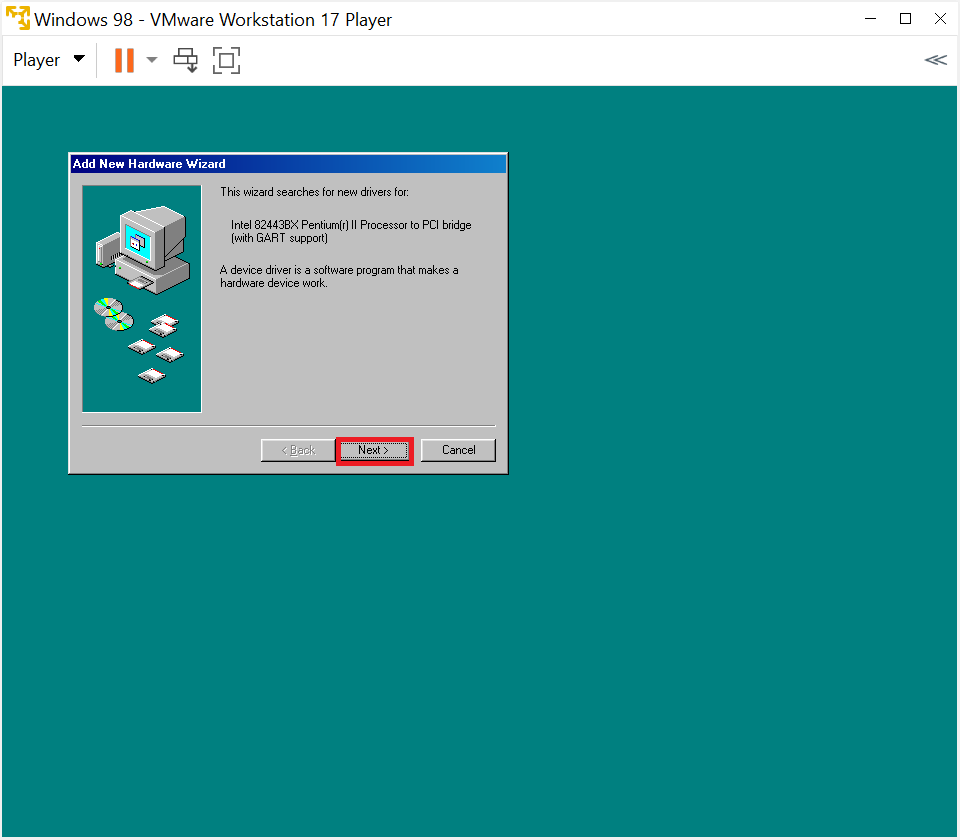 Windows 98 - VMware Workstation 17 Player
Player
Add New Hardware Wizard
This wizard searches for new drivers for:
Intel 82443BX Pentium(r) II Processor to PCI bridge
(with GART support)
A device driver is a software program that makes a
hardware device work.
< Back
Next >
Cancel